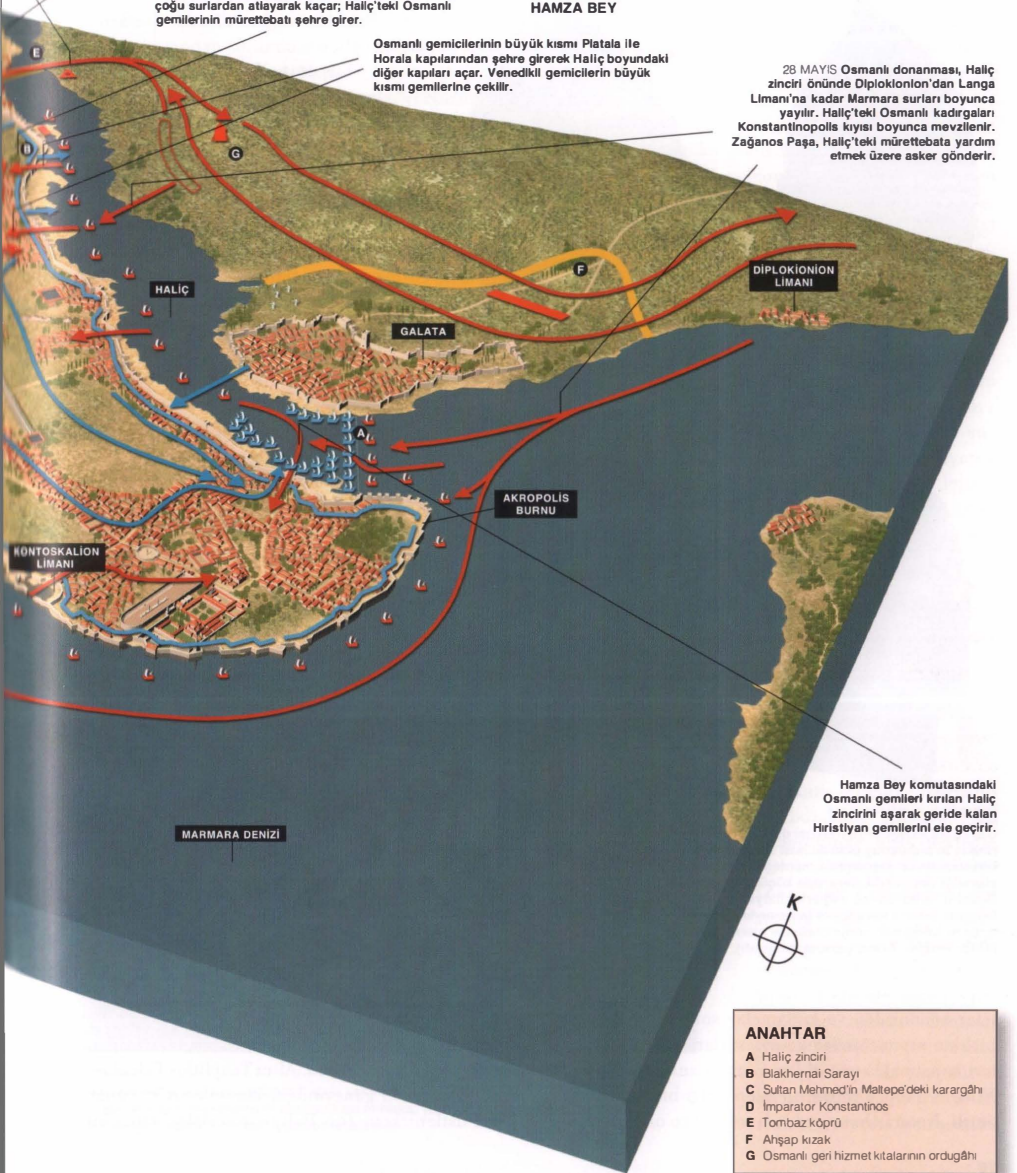 çoğu surlardan atlayarak kaçar; Haliç'teki Osmanlı
gemilerinin mürettebatı şehre girer.
HAMZA BEY
Osmanlı gemicilerinin büyük kısmı Platala ile
Horala kapılarından şehre girerek Haliç boyundaki
diğer kapıları açar. Venedikli gemicilerin büyük
kısmı gemilerine çekilir.
28 MAYIS Osmanlı donanması, Haliç
zinciri önünde Diplokionion'dan Langa
Limanı'na kadar Marmara surları boyunca
yayılır. Haliç'teki Osmanlı kadırgaları
Konstantinopolis kıyısı boyunca mevzilenir.
Zağanos Paşa, Haliç'teki mürettebata yardım
etmek üzere asker gönderir.
E
B
G
F
DİPLOKIONION
LİMANI
HALİÇ
GALATA
A
AKROPOLİS
BURNU
KONTOSKALİON
LİMANI
Hamza Bey komutasındaki
Osmanlı gemileri kırılan Haliç
zincirini aşarak geride kalan
Hıristiyan gemilerini ele geçirir.
MARMARA DENİZİ
K
ANAHTAR
A Haliç zinciri
B Blakhernai Sarayı
C Sultan Mehmed'in Maltepe'deki karargâhı
D İmparator Konstantinos
E Tombaz köprü
F Ahşap kızak
G Osmanlı geri hizmet kıtalarının ordugâhı